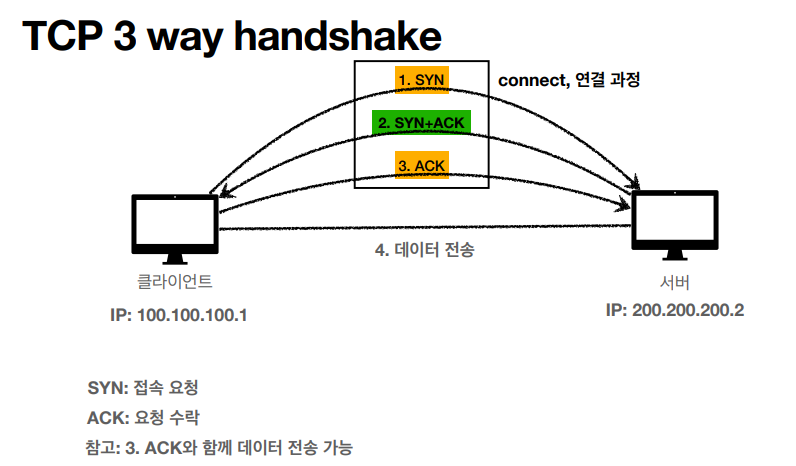 TCP 3 way handshake
1. SYN
connect, 연결 과정
2. SYN+ACK
3. ACK
4. 데이터 전송
클라이언트
서버
IP: 100.100.100.1
IP: 200.200.200.2
SYN: 접속 요청
ACK: 요청 수락
참고: 3. ACK와 함께 데이터 전송 가능